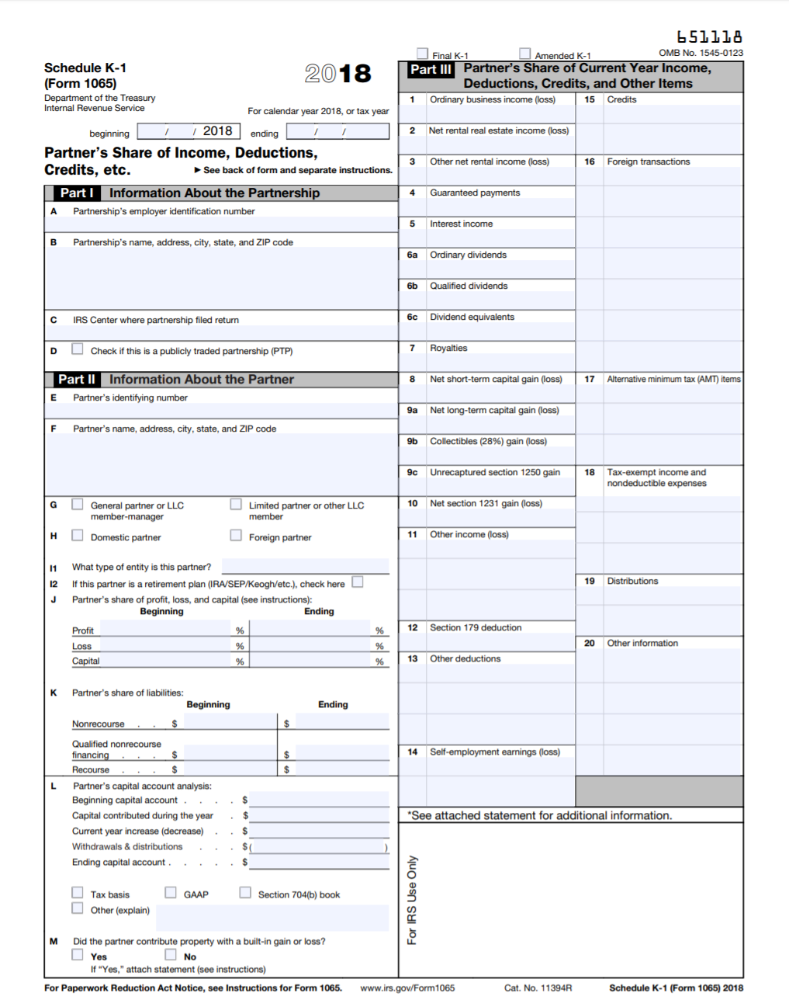 651118
Final K-1
Amended K-1
OMB No. 1545-0123
Schedule K-1
(Form 1065)
2018
Department of the Treasury
Internal Revenue Service
For calendar year 2018, or tax year
beginning / / 2018 ending / /
Partner's Share of Income, Deductions,
Credits, etc.
► See back of form and separate instructions.
Part I Information About the Partnership
A Partnership's employer identification number
B Partnership's name, address, city, state, and ZIP code
C IRS Center where partnership filed return
D Check if this is a publicly traded partnership (PTP)
Part II Information About the Partner
E Partner's identifying number
F Partner's name, address, city, state, and ZIP code
G General partner or LLC
member-manager
Limited partner or other LLC
member
H Domestic partner
Foreign partner
I1 What type of entity is this partner?
I2 If this partner is a retirement plan (IRA/SEP/Keogh/etc.), check here
J Partner's share of profit, loss, and capital (see instructions):
Beginning Ending
Profit % %
Loss % %
Capital % %
K Partner's share of liabilities:
Beginning Ending
Nonrecourse . . $ $
Qualified nonrecourse
financing . . . $ $
Recourse . . . $ $
L Partner's capital account analysis:
Beginning capital account . . . . $
Capital contributed during the year . $
Current year increase (decrease) . . $
Withdrawals & distributions . . . $ ( )
Ending capital account . . . . . $
Tax basis
GAAP
Section 704(b) book
Other (explain)
M Did the partner contribute property with a built-in gain or loss?
Yes
No
If "Yes," attach statement (see instructions)
Part III Partner's Share of Current Year Income,
Deductions, Credits, and Other Items
1 Ordinary business income (loss)
2 Net rental real estate income (loss)
3 Other net rental income (loss)
4 Guaranteed payments
5 Interest income
6a Ordinary dividends
6b Qualified dividends
6c Dividend equivalents
7 Royalties
8 Net short-term capital gain (loss)
9a Net long-term capital gain (loss)
9b Collectibles (28%) gain (loss)
9c Unrecaptured section 1250 gain
10 Net section 1231 gain (loss)
11 Other income (loss)
12 Section 179 deduction
13 Other deductions
14 Self-employment earnings (loss)
15 Credits
16 Foreign transactions
17 Alternative minimum tax (AMT) items
18 Tax-exempt income and
nondeductible expenses
19 Distributions
20 Other information
*See attached statement for additional information.
For IRS Use Only
For Paperwork Reduction Act Notice, see Instructions for Form 1065. www.irs.gov/Form1065 Cat. No. 11394R Schedule K-1 (Form 1065) 2018